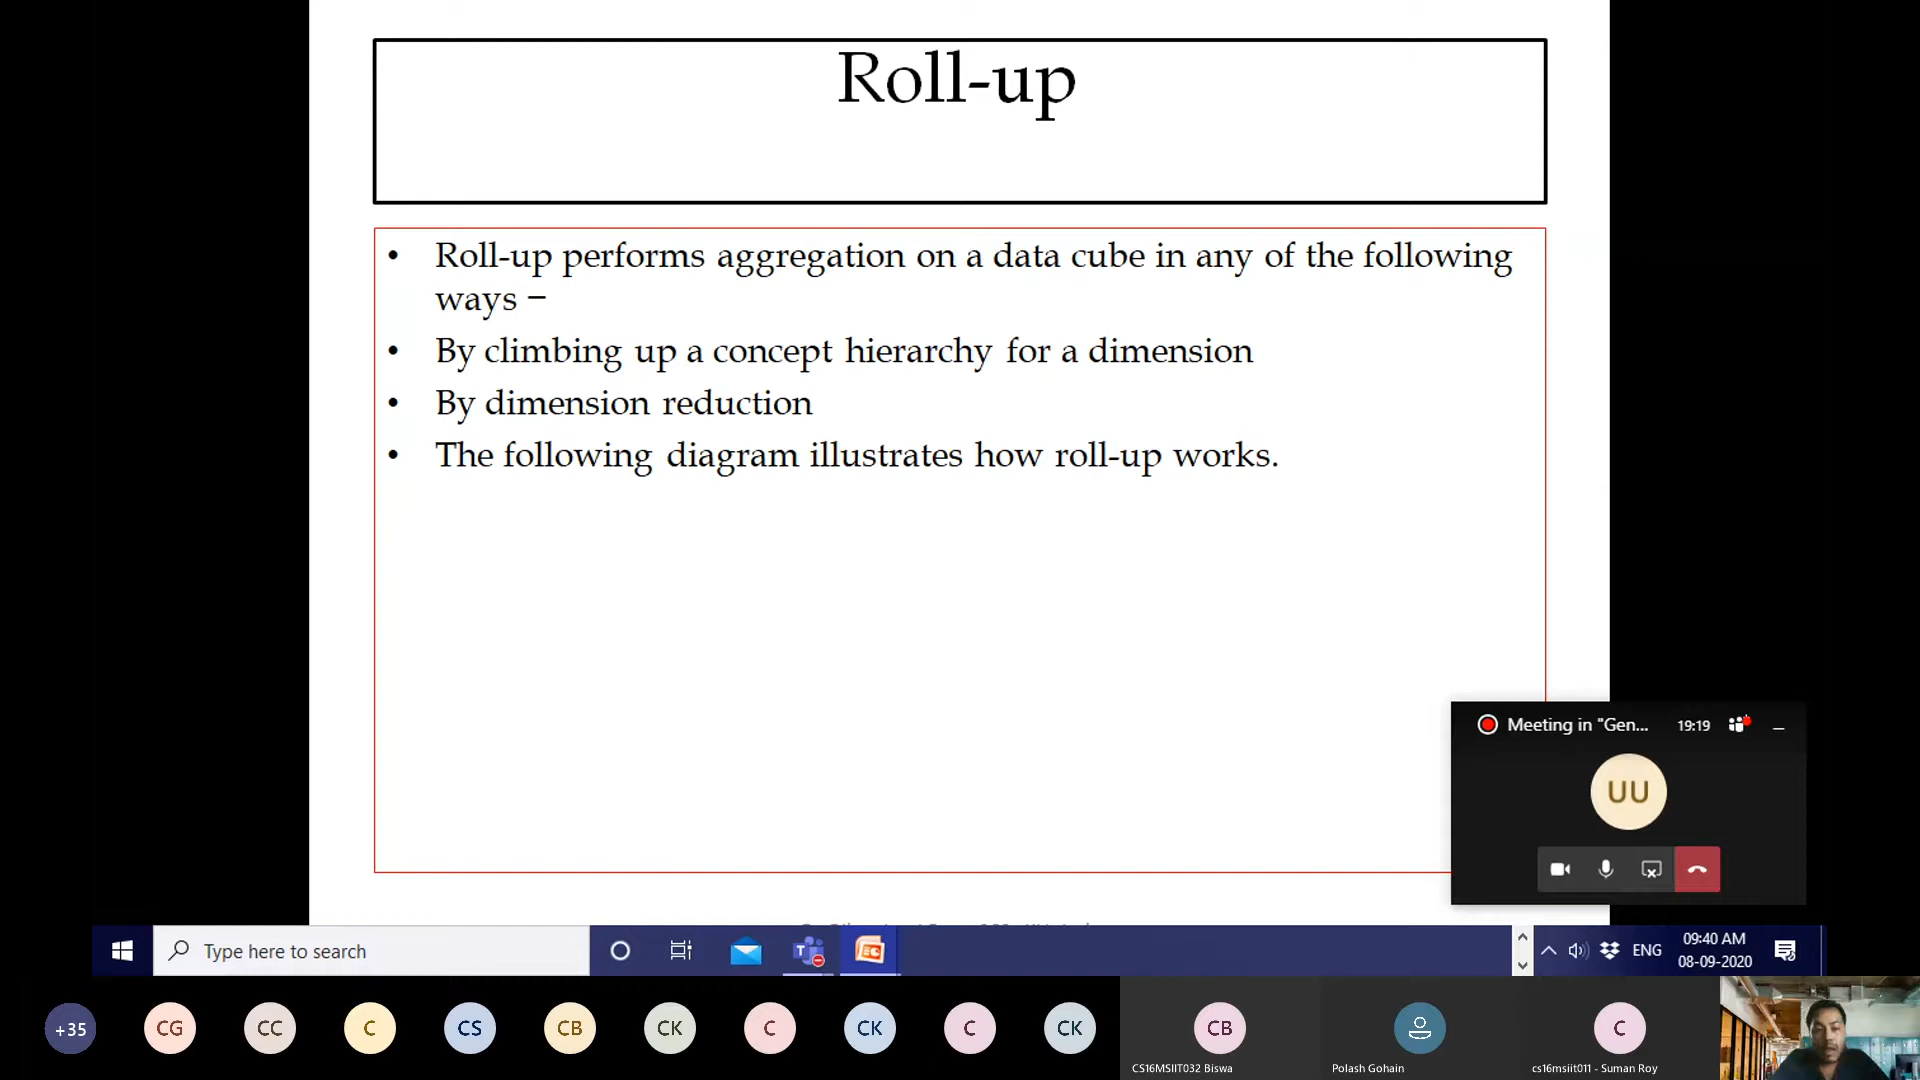 Roll-up
• Roll-up performs aggregation on a data cube in any of the following
ways –
• By climbing up a concept hierarchy for a dimension
• By dimension reduction
• The following diagram illustrates how roll-up works.
Meeting in "Gen... 19:19
UU
Type here to search
ENG
09:40 AM
08-09-2020
+35 CG CC C CS CB CK C CK C CK CB C
CS16MSIIT032 Biswa Polash Gohain cs16msiit011 - Suman Roy